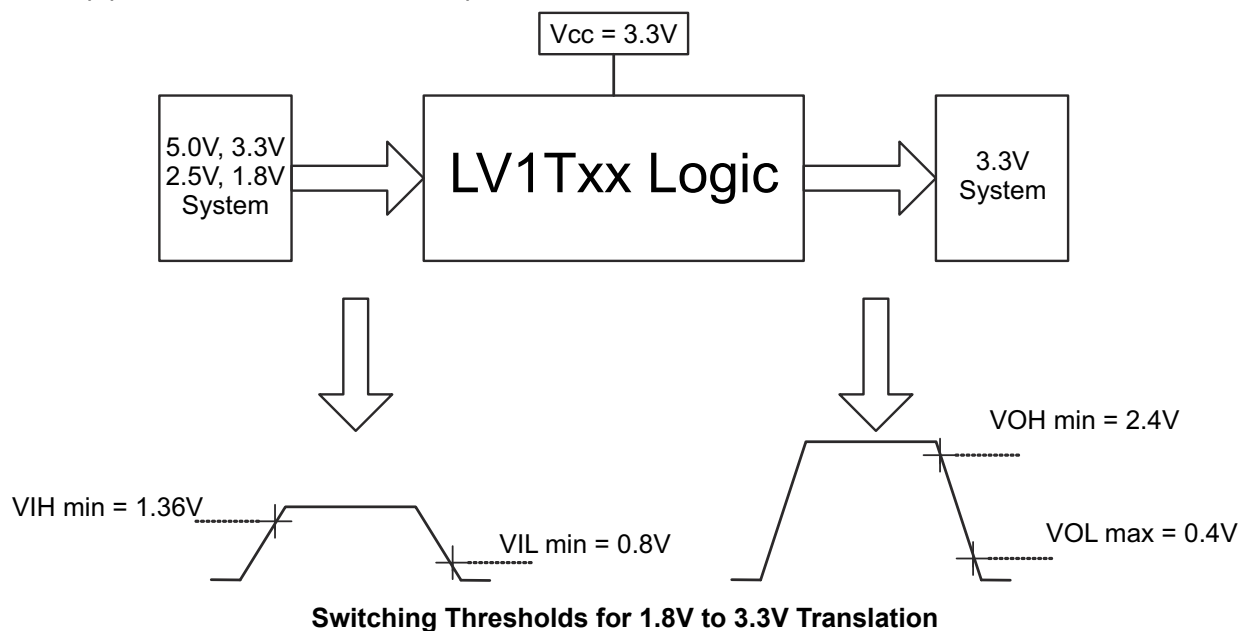 Vcc = 3.3V
5.0V, 3.3V
2.5V, 1.8V
System
LV1Txx Logic
3.3V
System
VOH min = 2.4V
VIH min = 1.36V
VIL min = 0.8V
VOL max = 0.4V
Switching Thresholds for 1.8V to 3.3V Translation